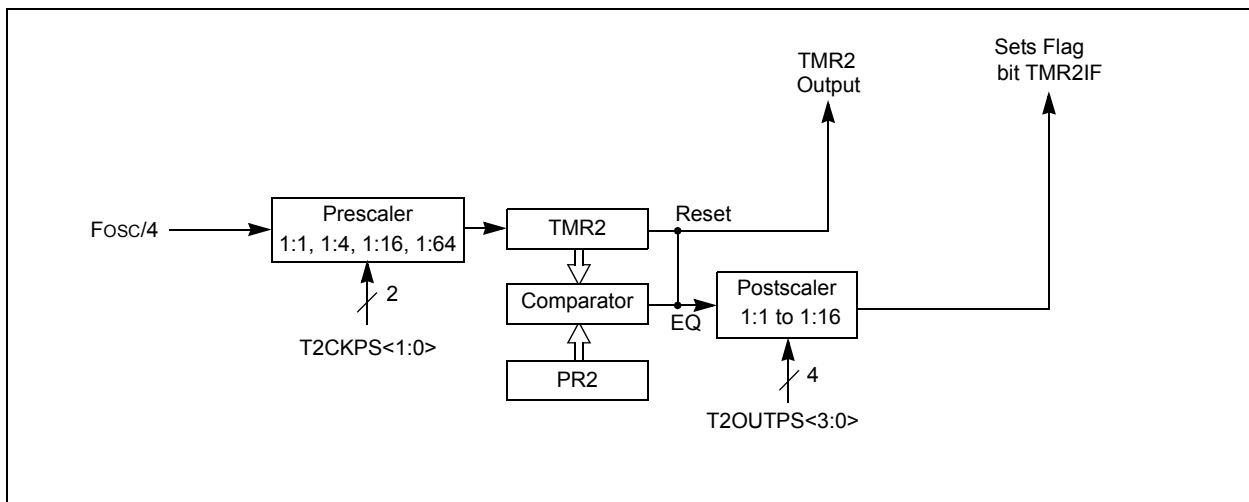 TMR2
Output
Sets Flag
bit TMR2IF
Fosc/4
Prescaler
1:1, 1:4, 1:16, 1:64
2
T2CKPS<1:0>
TMR2
Reset
Comparator
EQ
PR2
Postscaler
1:1 to 1:16
4
T2OUTPS<3:0>